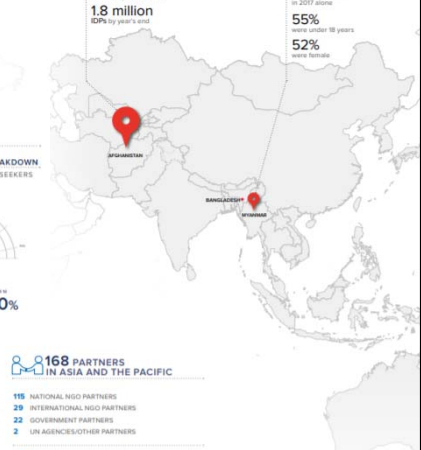 1.8 million
IDPs by year's end
in 2017 alone
55%
were under 18 years
52%
were female
AFGHANISTAN
AKDOWN
SEEKERS
BANGLADESH
MYANMAR
0%
168 PARTNERS
IN ASIA AND THE PACIFIC
115 NATIONAL NGO PARTNERS
29 INTERNATIONAL NGO PARTNERS
22 GOVERNMENT PARTNERS
2 UN AGENCIES/OTHER PARTNERS